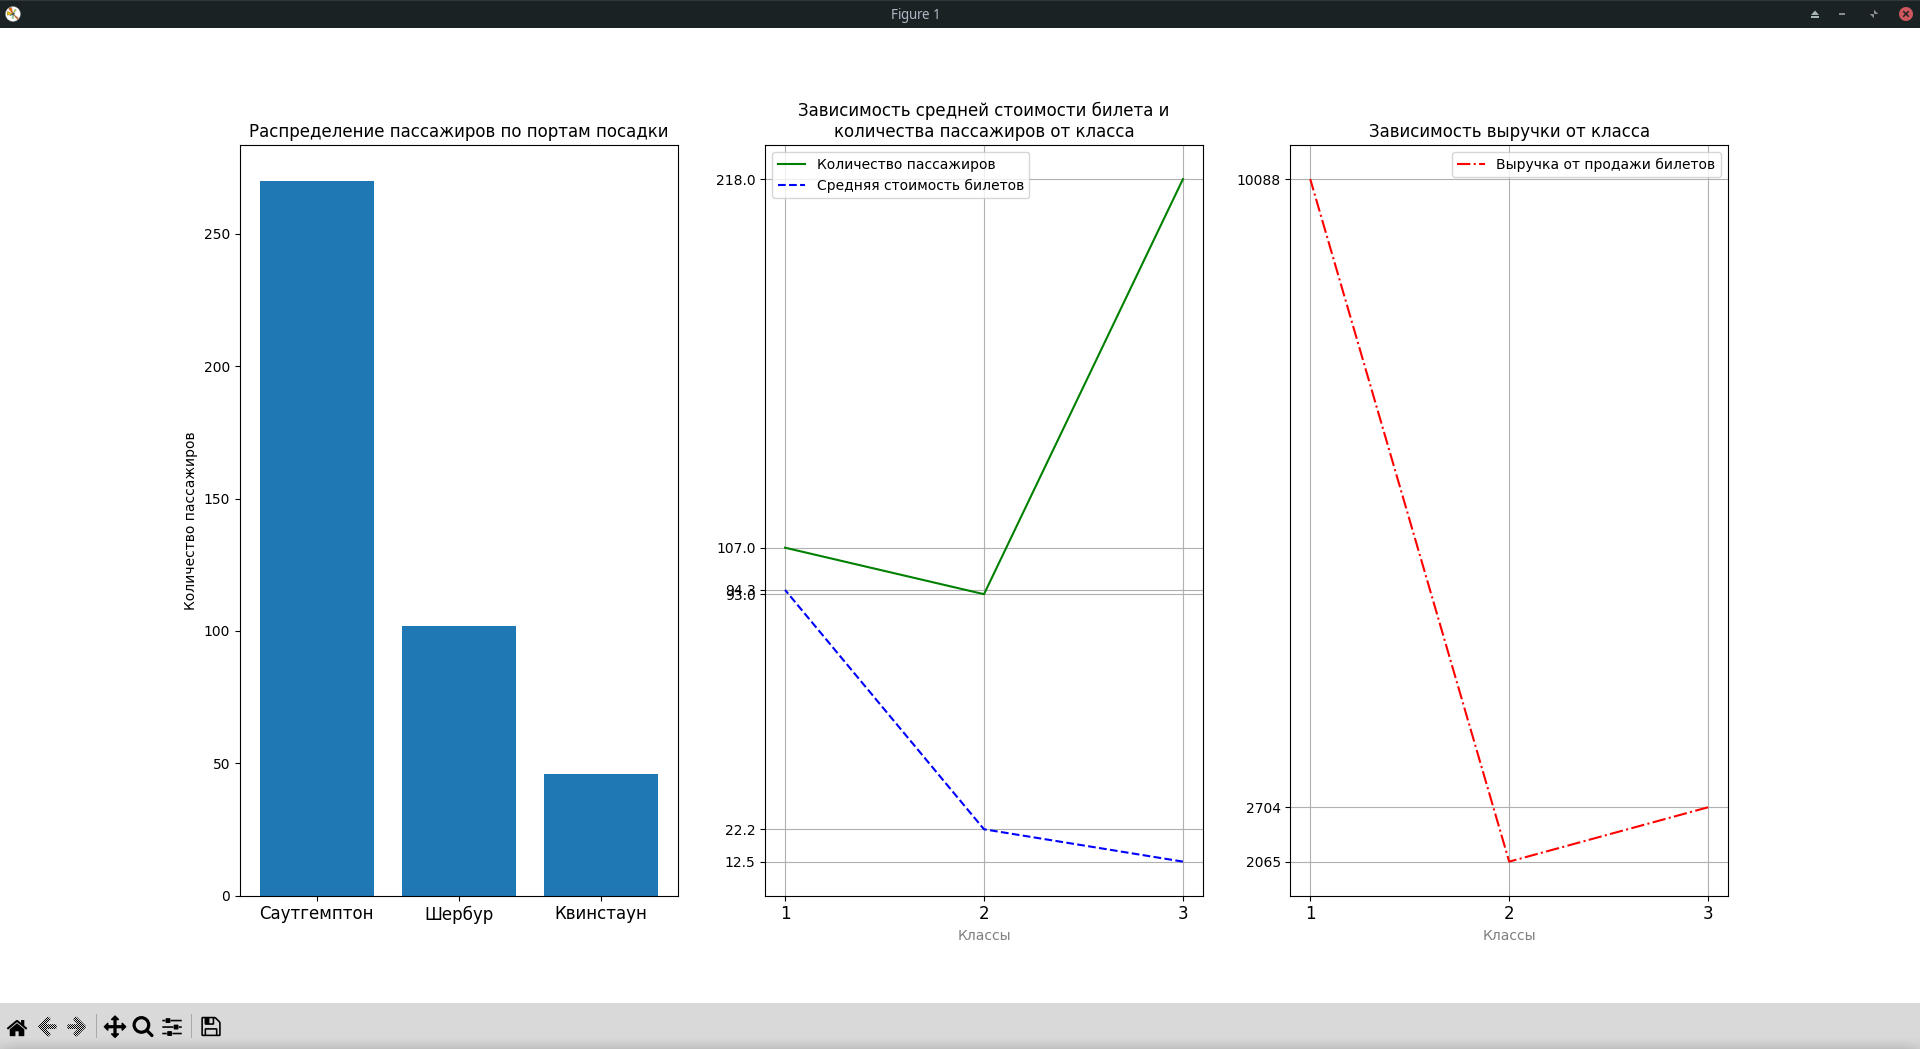 Figure 1
Распределение пассажиров по портам посадки
Количество пассажиров
250
200
150
100
50
0
Саутгемптон
Шербур
Квинстаун
Зависимость средней стоимости билета и
количества пассажиров от класса
Количество пассажиров
Средняя стоимость билетов
218.0
107.0
94.3
93.0
22.2
12.5
1
2
3
Классы
Зависимость выручки от класса
Выручка от продажи билетов
10088
2704
2065
1
2
3
Классы